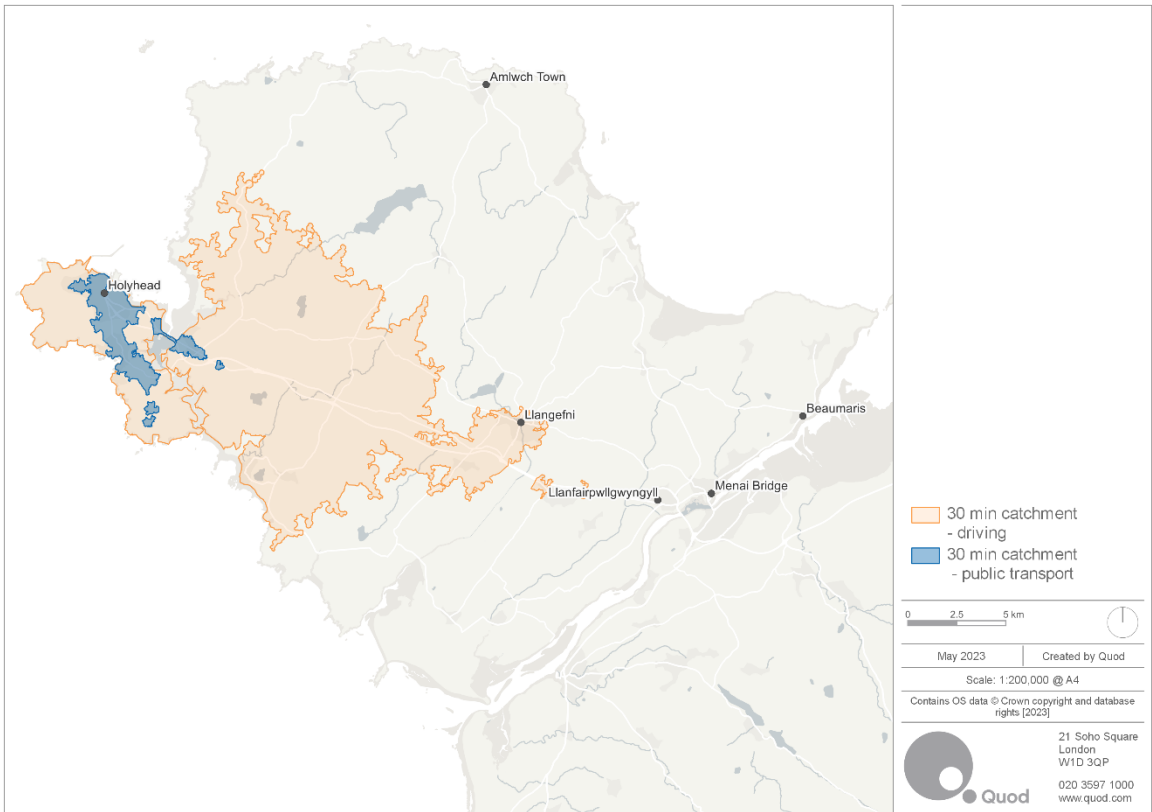 Amlwch Town
Holyhead
Llangefni
Beaumaris
Menai Bridge
Llanfairpwllgwyngyll
30 min catchment
- driving
30 min catchment
- public transport
0 2.5 5 km
May 2023 Created by Quod
Scale: 1:200,000 @ A4
Contains OS data © Crown copyright and database
rights [2023]
21 Soho Square
London
W1D 3QP
020 3597 1000
www.quod.com
Quod